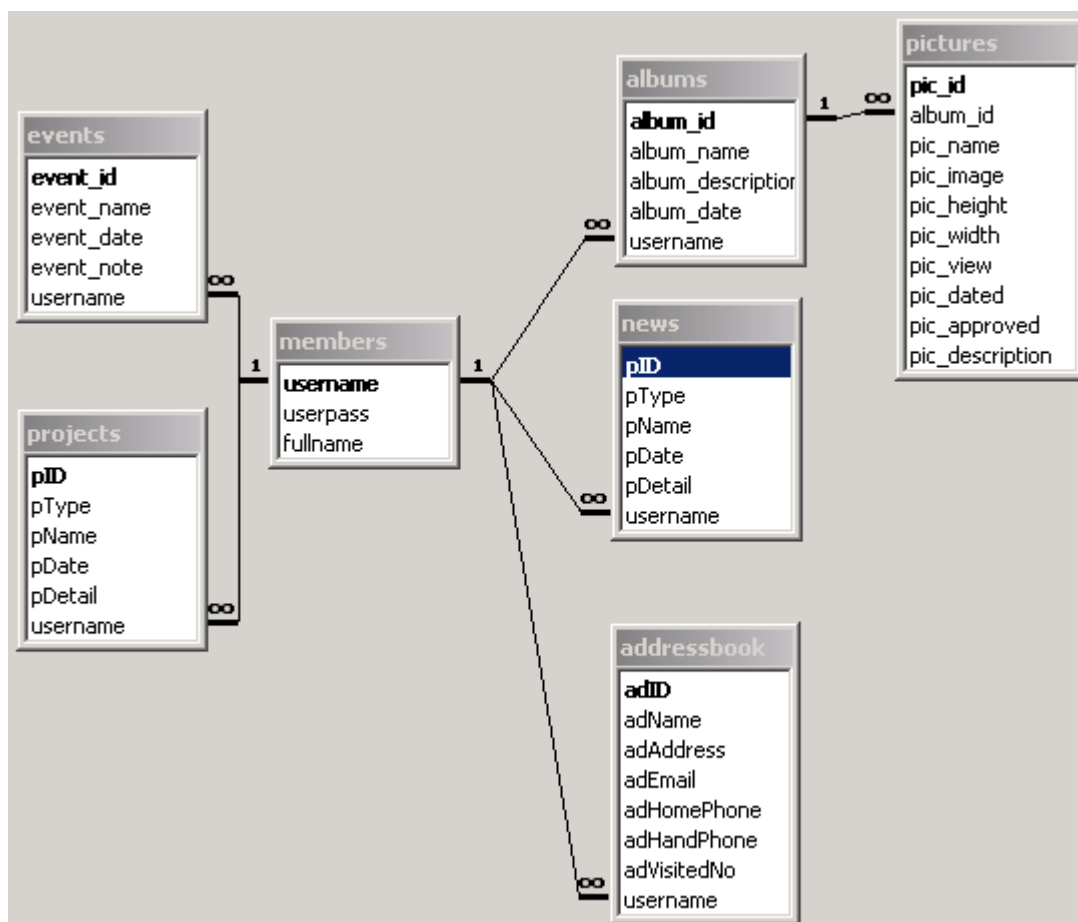 events
event_id
event_name
event_date
event_note
username
∞
projects
pID
pType
pName
pDate
pDetail
username
∞
1
members
username
userpass
fullname
1
albums
album_id
album_name
album_description
album_date
username
∞
1
∞
pictures
pic_id
album_id
pic_name
pic_image
pic_height
pic_width
pic_view
pic_dated
pic_approved
pic_description
news
pID
pType
pName
pDate
pDetail
username
∞
addressbook
adID
adName
adAddress
adEmail
adHomePhone
adHandPhone
adVisitedNo
username
∞